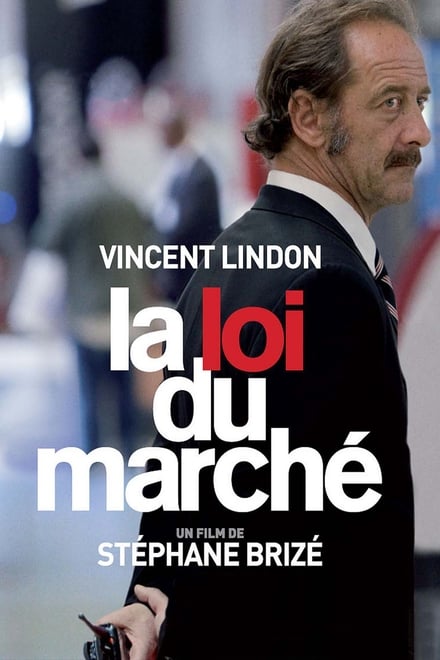 VINCENT LINDON
la loi
du
marché
UN FILM DE
STÉPHANE BRIZÉ